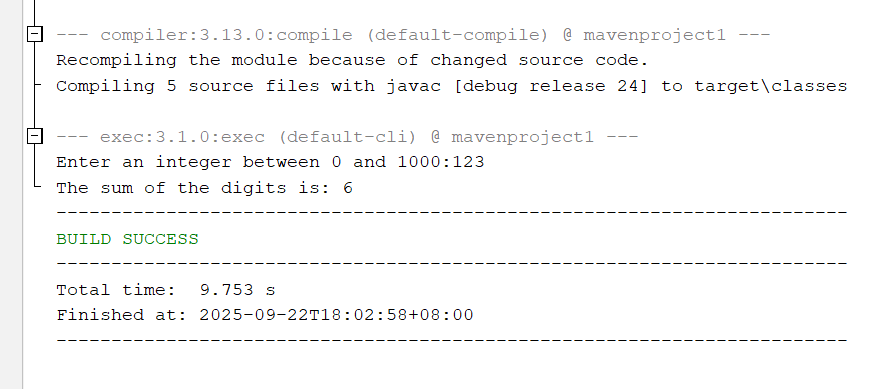 --- compiler:3.13.0:compile (default-compile) @ mavenproject1 ---
Recompiling the module because of changed source code.
Compiling 5 source files with javac [debug release 24] to target\classes
--- exec:3.1.0:exec (default-cli) @ mavenproject1 ---
Enter an integer between 0 and 1000:123
The sum of the digits is: 6
------------------------------------------------------------------------
BUILD SUCCESS
------------------------------------------------------------------------
Total time:  9.753 s
Finished at: 2025-09-22T18:02:58+08:00
------------------------------------------------------------------------